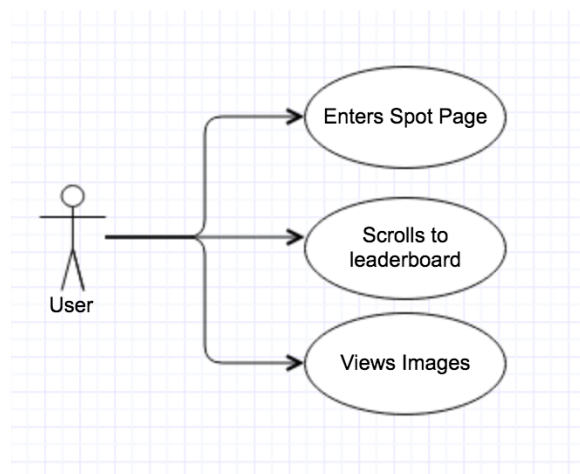 Enters Spot Page
Scrolls to
leaderboard
User
Views Images